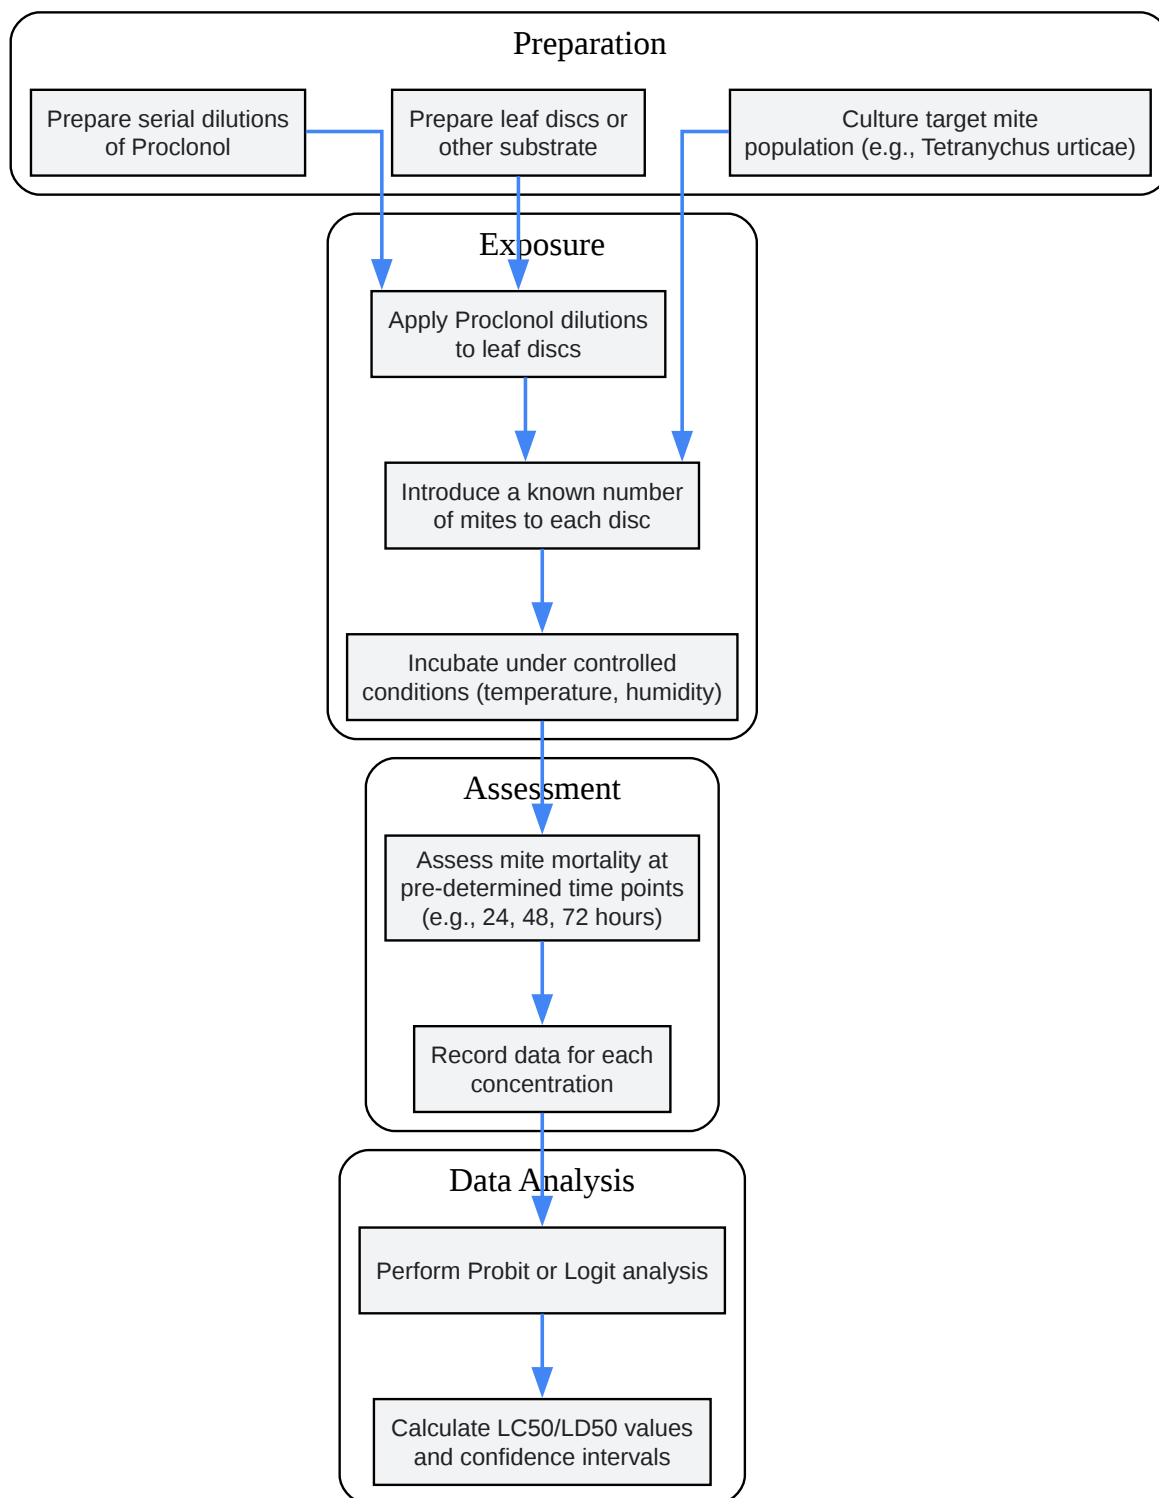 Preparation
Prepare serial dilutions
of Proclonol
Prepare leaf discs or
other substrate
Culture target mite
population (e.g., Tetranychus urticae)
Exposure
Apply Proclonol dilutions
to leaf discs
Introduce a known number
of mites to each disc
Incubate under controlled
conditions (temperature, humidity)
Assessment
Assess mite mortality at
pre-determined time points
(e.g., 24, 48, 72 hours)
Record data for each
concentration
Data Analysis
Perform Probit or Logit analysis
Calculate LC50/LD50 values
and confidence intervals